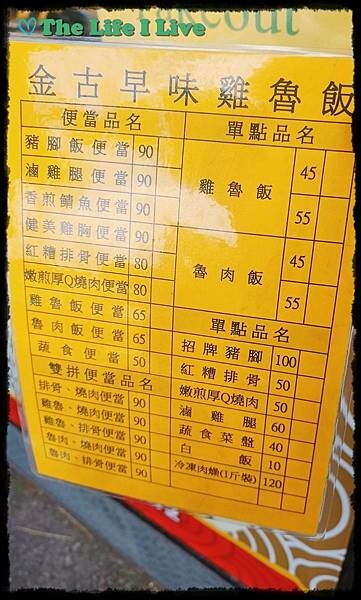 ♡The Life I Live
Takeout
金古早味雞魯飯
便當品名
豬腳飯便當 90
滷雞腿便當 90
香煎鯖魚便當 90
健美雞胸便當 90
紅糟排骨便當 80
嫩煎厚Q燒肉便當 80
雞魯飯便當 65
魯肉飯便當 65
蔬食便當 50
雙拼便當品名
排骨、燒肉便當 90
雞魯、燒肉便當 90
雞魯、排骨便當 90
魯肉、燒肉便當 90
魯肉、排骨便當 90
單點品名
雞魯飯 45
55
魯肉飯 45
55
單點品名
招牌豬腳 100
紅糟排骨 50
嫩煎厚Q燒肉 50
滷雞腿 60
蔬食菜盤 40
白飯 10
冷凍肉燥(1斤裝) 120